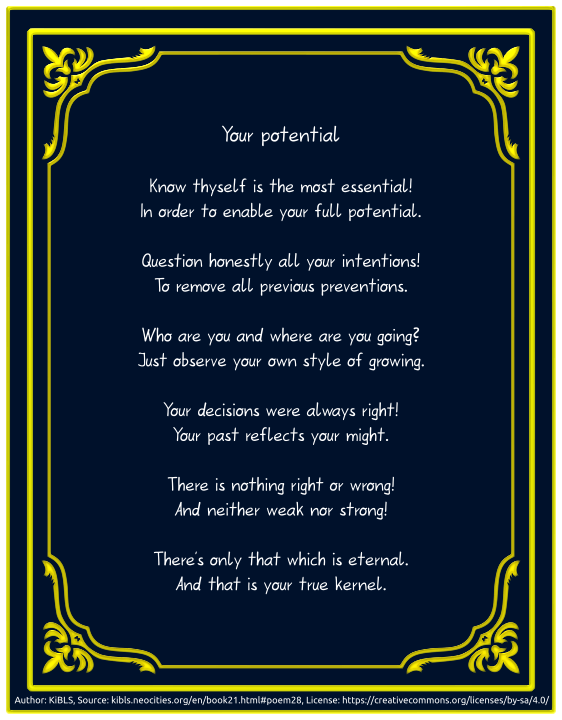 Your potential
Know thyself is the most essential!
In order to enable your full potential.
Question honestly all your intentions!
To remove all previous preventions.
Who are you and where are you going?
Just observe your own style of growing.
Your decisions were always right!
Your past reflects your might.
There is nothing right or wrong!
And neither weak nor strong!
There's only that which is eternal.
And that is your true kernel.
Author: KiBLS, Source: kibls.neocities.org/en/book21.html#poem28, License: https://creativecommons.org/licenses/by-sa/4.0/